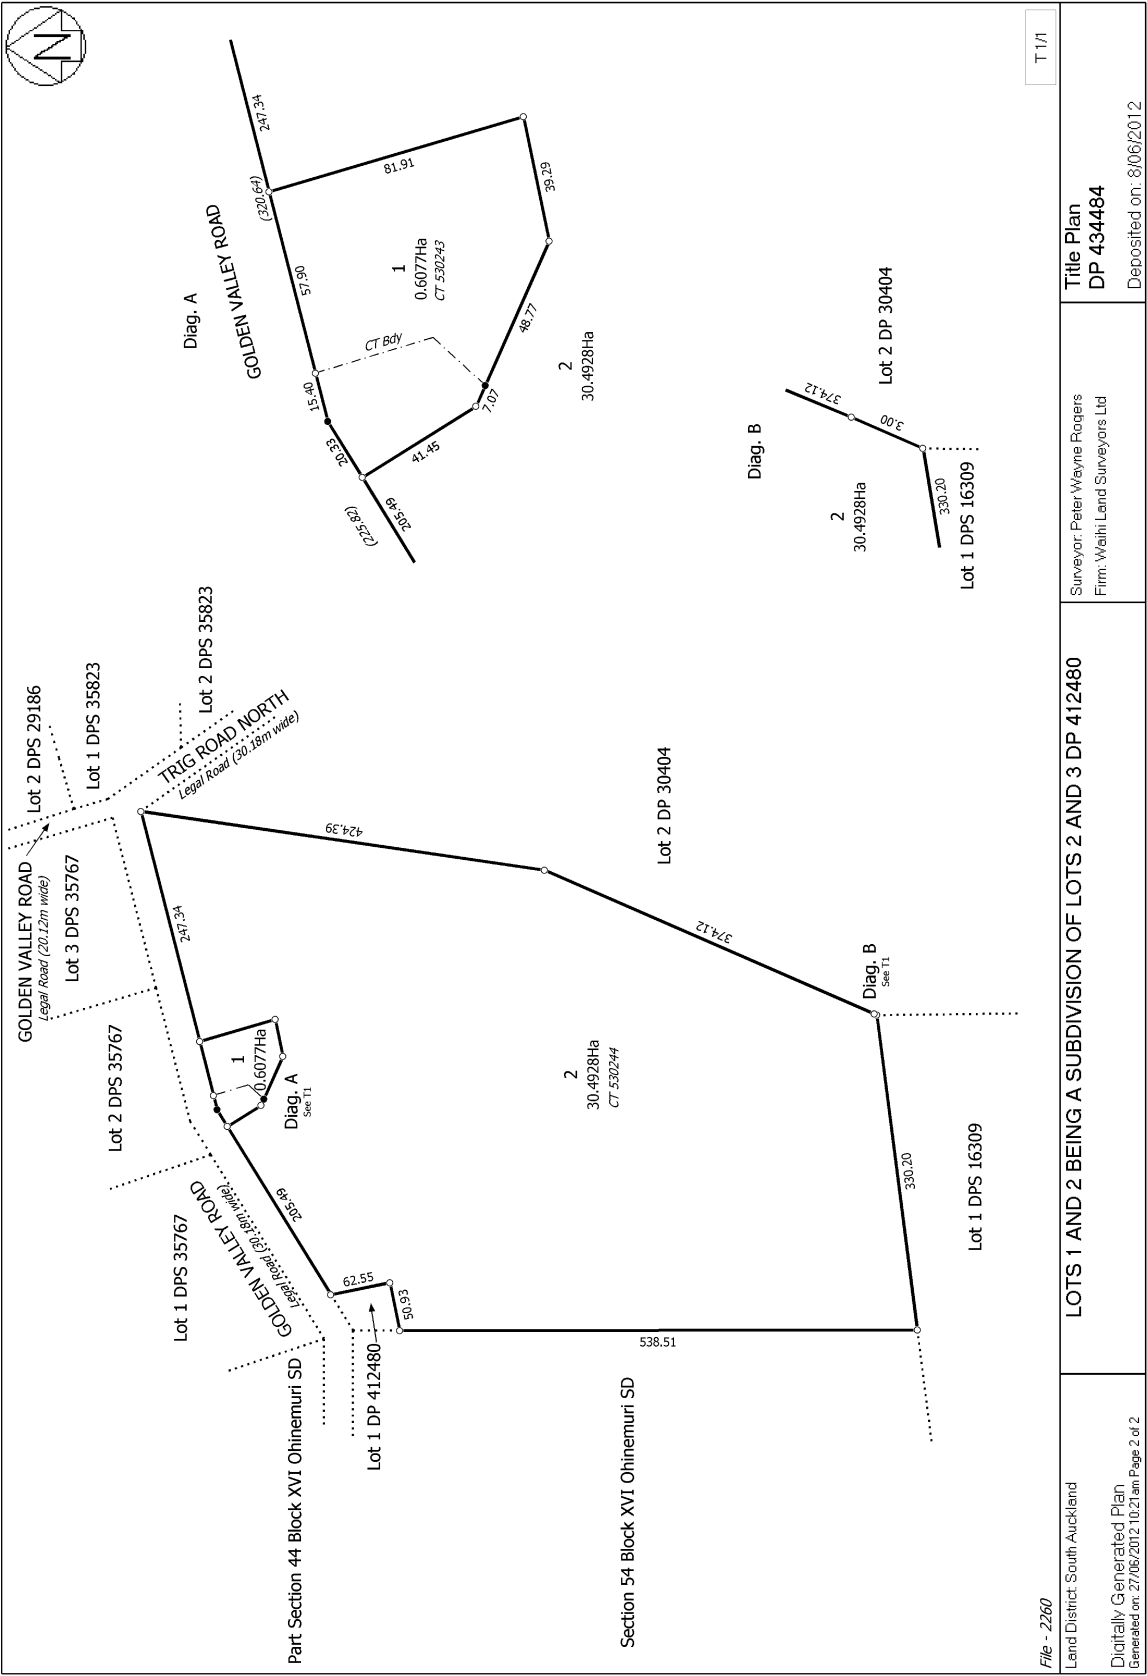 N
Part Section 44 Block XVI Ohinemuri SD
Section 54 Block XVI Ohinemuri SD
Lot 1 DP 412480
Lot 1 DPS 35767
GOLDEN VALLEY ROAD
Legal Road (30.18m wide)
Lot 2 DPS 35767
GOLDEN VALLEY ROAD
Legal Road (20.12m wide)
Lot 3 DPS 35767
Lot 2 DPS 29186
Lot 1 DPS 35823
Lot 2 DPS 35823
TRIG ROAD NORTH
Legal Road (30.18m wide)
247.34
205.49
62.55
50.93
538.51
330.20
374.12
424.39
1
0.6077Ha
Diag. A
See T1
2
30.4928Ha
CT 530244
Diag. B
See T1
Lot 2 DP 30404
Lot 1 DPS 16309
Diag. A
GOLDEN VALLEY ROAD
247.34
(320.64)
57.90
15.40
20.33
(225.82)
205.49
41.45
7.07
48.77
39.29
81.91
CT Bdy
1
0.6077Ha
CT 530243
2
30.4928Ha
Diag. B
374.12
3.00
330.20
Lot 2 DP 30404
2
30.4928Ha
Lot 1 DPS 16309
T 1/1
File - 2260
Land District: South Auckland
Digitally Generated Plan
Generated on: 27/06/2012 10:21am Page 2 of 2
LOTS 1 AND 2 BEING A SUBDIVISION OF LOTS 2 AND 3 DP 412480
Surveyor: Peter Wayne Rogers
Firm: Waihi Land Surveyors Ltd
Title Plan
DP 434484
Deposited on: 8/06/2012